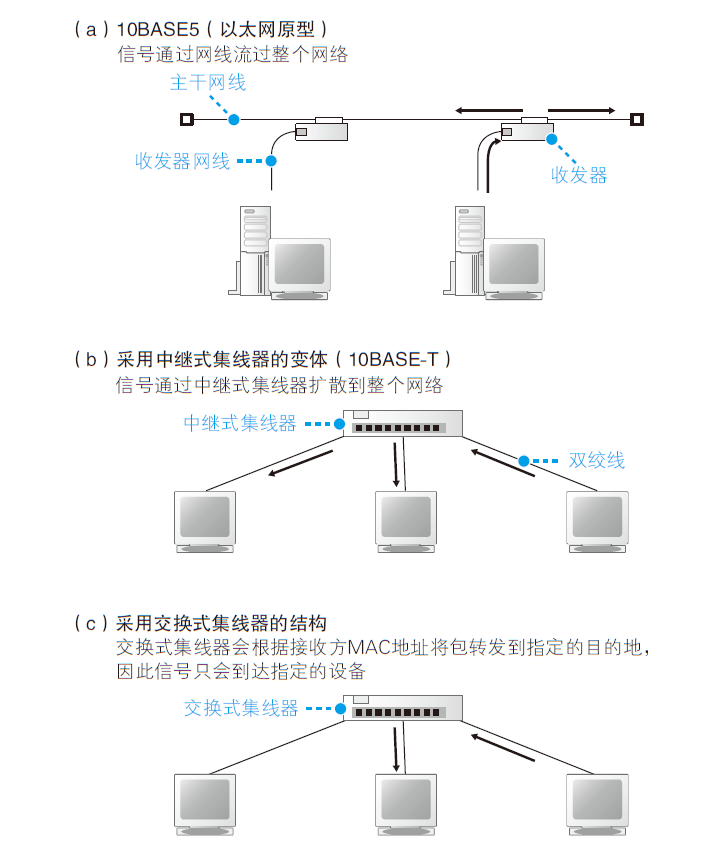 （a）10BASE5（以太网原型）
信号通过网线流过整个网络
主干网线
收发器网线
收发器
（b）采用中继式集线器的变体（10BASE-T）
信号通过中继式集线器扩散到整个网络
中继式集线器
双绞线
（c）采用交换式集线器的结构
交换式集线器会根据接收方MAC地址将包转发到指定的目的地，
因此信号只会到达指定的设备
交换式集线器